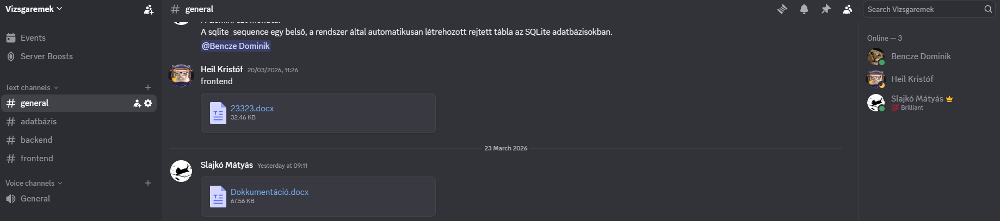 Vizsgaremek
Events
Server Boosts
Text channels
general
adatbázis
backend
frontend
Voice channels
General
# general
A sqlite_sequence egy belső, a rendszer által automatikusan létrehozott rejtett tábla az SQLite adatbázisokban.
@Bencze Dominik
Heil Kristóf 20/03/2026, 11:26
frontend
23323.docx
32.46 KB
23 March 2026
Slajkó Mátyás Yesterday at 09:11
Dokkumentáció.docx
67.56 KB
Search Vizsgaremek
Online — 3
Bencze Dominik
Heil Kristóf
Slajkó Mátyás
💯 Brilliant